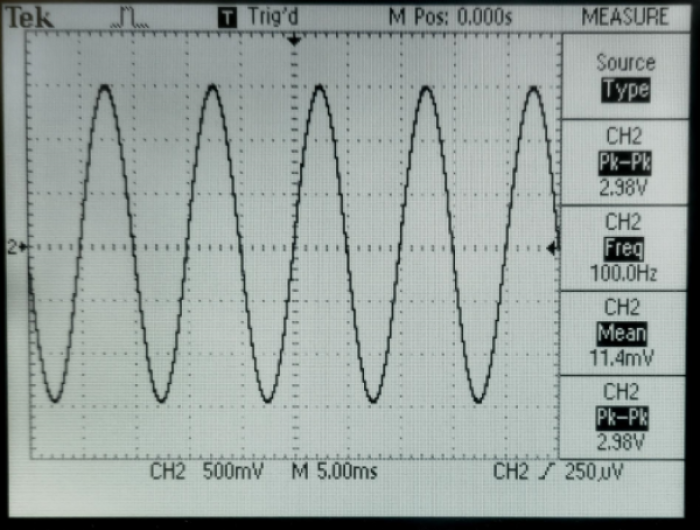 Tek T Trig'd M Pos: 0.000s MEASURE
Source
Type
CH2
Pk-Pk
2.98V
CH2
Freq
100.0Hz
2
CH2
Mean
11.4mV
CH2
Pk-Pk
2.98V
CH2 500mV M 5.00ms CH2 250µV